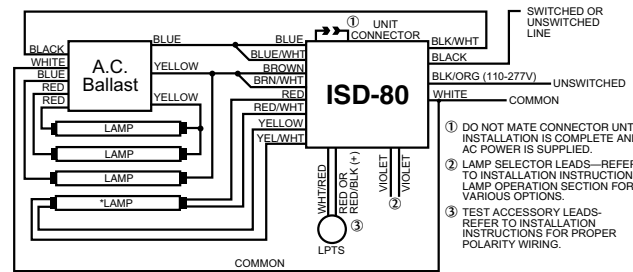 BLACK
WHITE
BLUE
RED
RED
A.C.
Ballast
BLUE
YELLOW
YELLOW
LAMP
LAMP
LAMP
*LAMP
COMMON
BLUE
BLUE/WHT
BROWN
BRN/WHT
RED
RED/WHT
YELLOW
YEL/WHT
① UNIT
CONNECTOR
ISD-80
BLK/WHT
BLACK
BLK/ORG (110-277V)
WHITE
SWITCHED OR
UNSWITCHED
LINE
UNSWITCHED
COMMON
WHT/RED
RED OR
RED/BLK (+)
③
LPTS
VIOLET
VIOLET
②
① DO NOT MATE CONNECTOR UNT
INSTALLATION IS COMPLETE AN
AC POWER IS SUPPLIED.
② LAMP SELECTOR LEADS—REFER
TO INSTALLATION INSTRUCTION
LAMP OPERATION SECTION FOR
VARIOUS OPTIONS.
③ TEST ACCESSORY LEADS-
REFER TO INSTALLATION
INSTRUCTIONS FOR PROPER
POLARITY WIRING.